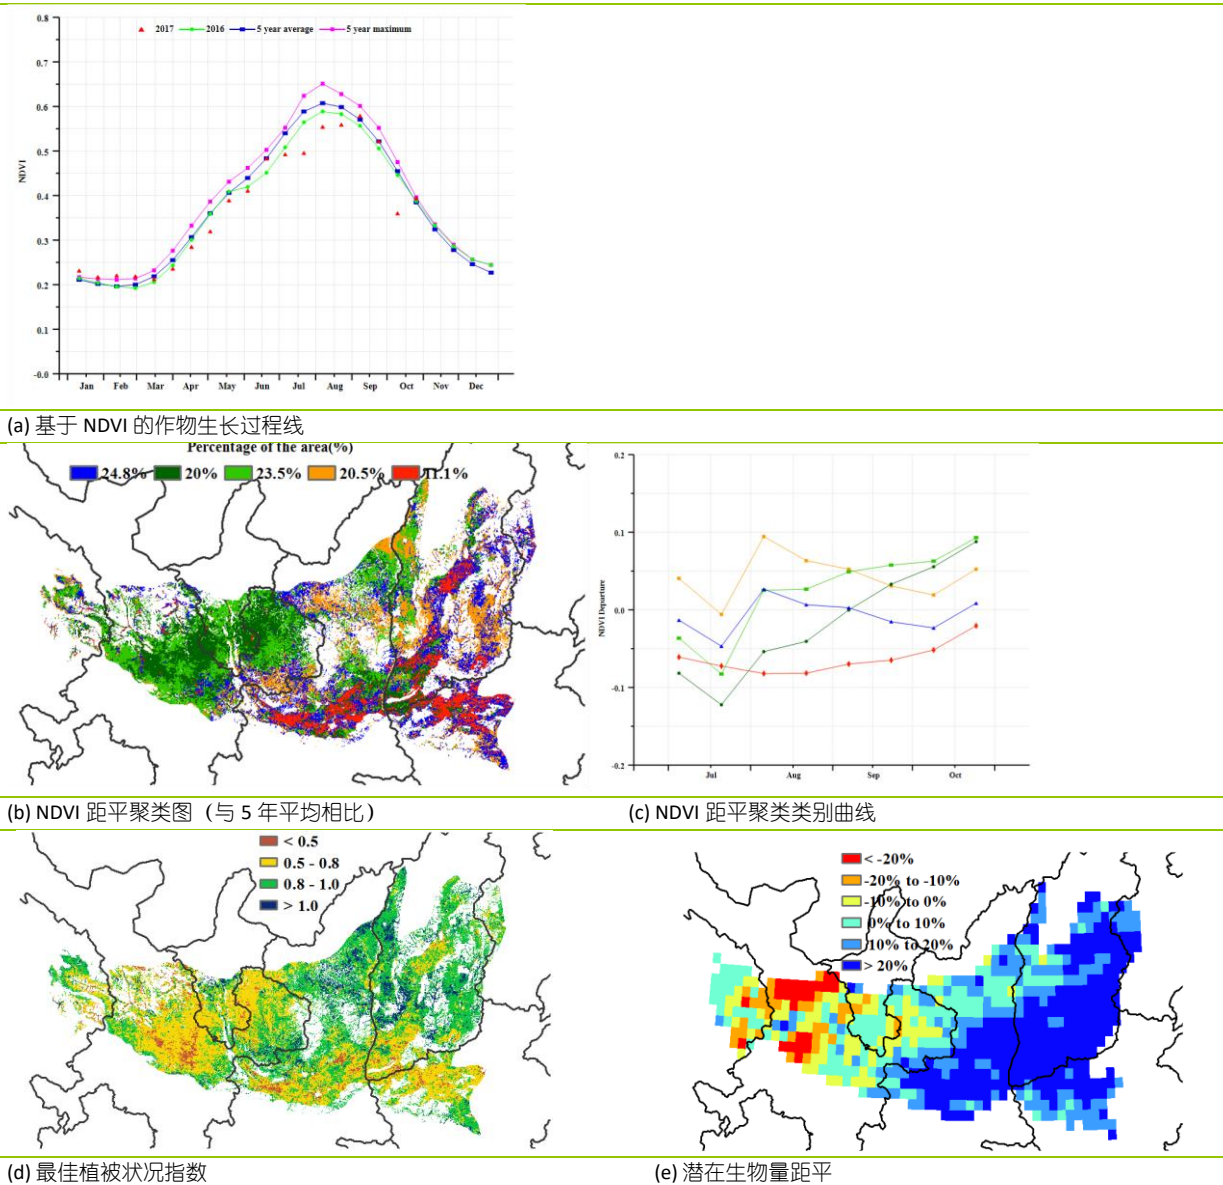 2017 2016 5 year average 5 year maximum
0.8
0.7
0.6
0.5
0.4
0.3
0.2
0.1
-0.0
NDVI
Jan Feb Mar Apr May Jun Jul Aug Sep Oct Nov Dec
(a) 基于 NDVI 的作物生长过程线
Percentage of the area(%)
24.8% 20% 23.5% 20.5% 11.1%
0.2
0.1
0.0
-0.1
-0.2
NDVI Departure
Jul Aug Sep Oct
(b) NDVI 距平聚类图（与 5 年平均相比）
(c) NDVI 距平聚类类别曲线
< 0.5
0.5 - 0.8
0.8 - 1.0
> 1.0
< -20%
-20% to -10%
-10% to 0%
0% to 10%
10% to 20%
> 20%
(d) 最佳植被状况指数
(e) 潜在生物量距平